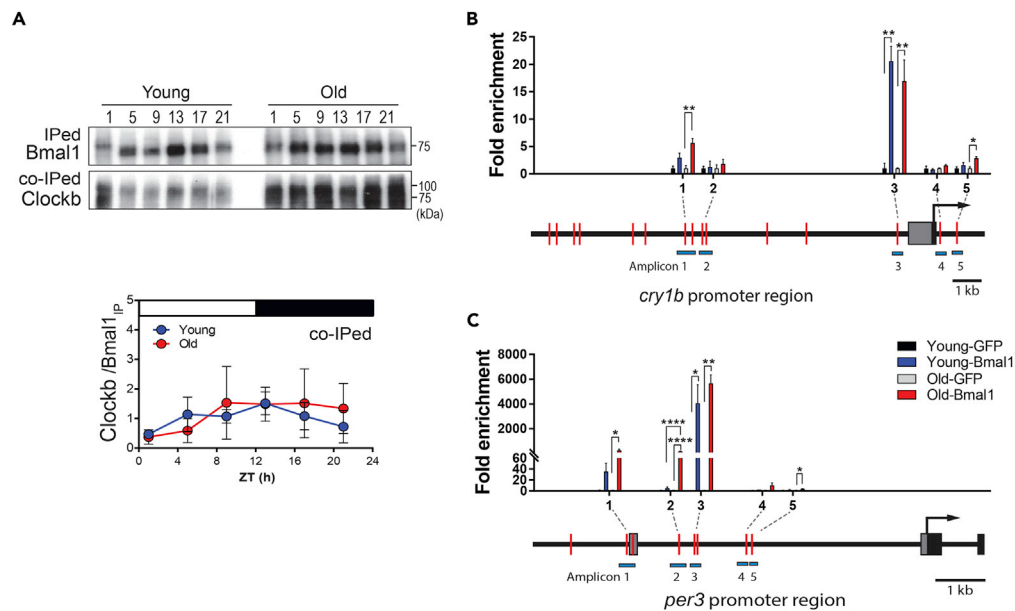 A
Young Old
1 5 9 13 17 21 1 5 9 13 17 21
IPed
Bmal1
75
co-IPed
Clockb
100
75
(kDa)
Clockb /Bmal1IP
5
4
3
2
1
0
co-IPed
Young
Old
0 4 8 12 16 20 24
ZT (h)
B
Fold enrichment
25
20
15
10
5
0
** ** ** *
1 2 3 4 5
Amplicon 1 2 3 4 5
1 kb
cry1b promoter region
C
Fold enrichment
8000
6000
4000
2000
60
40
20
0
* **** **** * ** *
1 2 3 4 5
Young-GFP
Young-Bmal1
Old-GFP
Old-Bmal1
Amplicon 1 2 3 4 5
1 kb
per3 promoter region